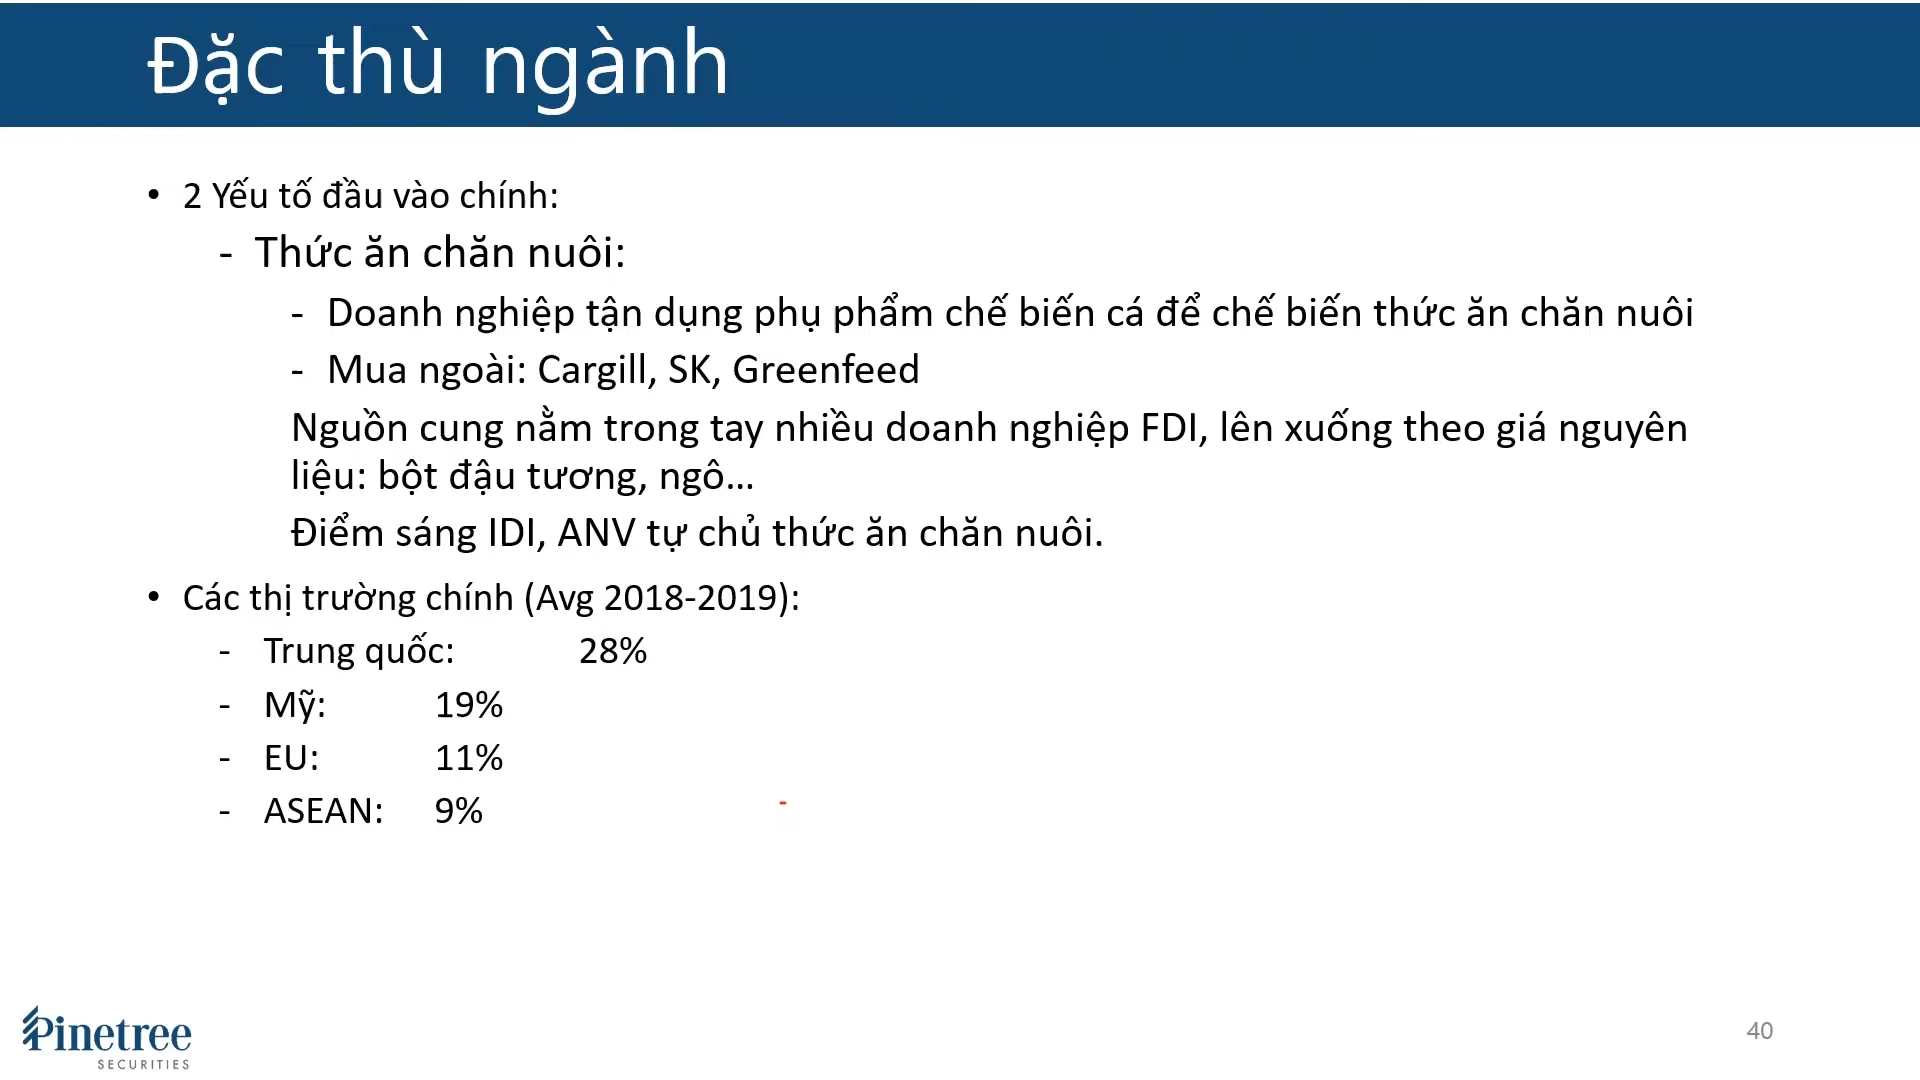 Đặc thù ngành
• 2 Yếu tố đầu vào chính:
- Thức ăn chăn nuôi:
- Doanh nghiệp tận dụng phụ phẩm chế biến cá để chế biến thức ăn chăn nuôi
- Mua ngoài: Cargill, SK, Greenfeed
Nguồn cung nằm trong tay nhiều doanh nghiệp FDI, lên xuống theo giá nguyên
liệu: bột đậu tương, ngô...
Điểm sáng IDI, ANV tự chủ thức ăn chăn nuôi.
• Các thị trường chính (Avg 2018-2019):
- Trung quốc: 28%
- Mỹ: 19%
- EU: 11%
- ASEAN: 9%
Pinetree
SECURITIES
40